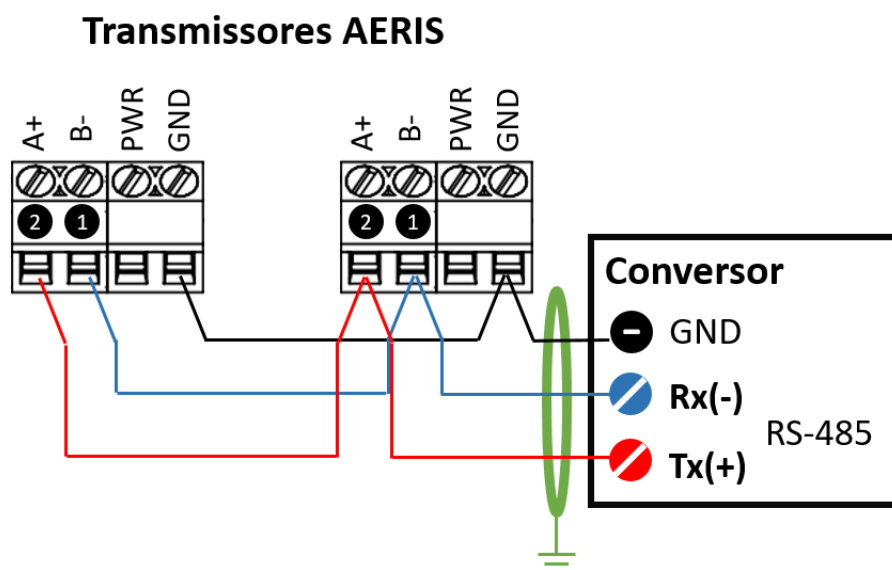 Transmissores AERIS
A+ B- PWR GND
A+ B- PWR GND
2 1
2 1
Conversor
GND
Rx(-)
RS-485
Tx(+)